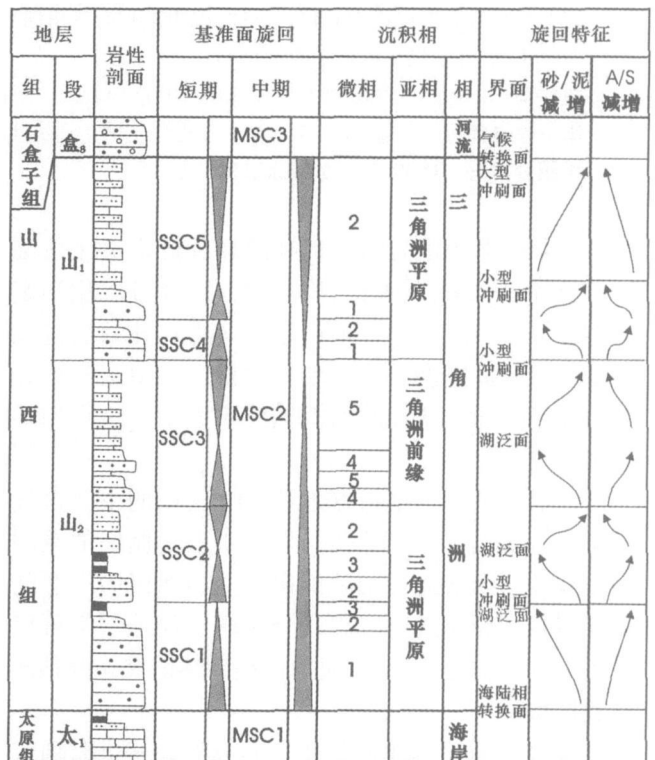 地层
岩性
剖面
基准面旋回
沉积相
旋回特征
组
段
短期
中期
微相
亚相
相
界面
砂/泥
减 增
A/S
减增
石盒子组
盒8
MSC3
河流
气候
转换面
大型
冲刷面
山
山1
SSC5
2
三角洲平原
三
小型
冲刷面
1
2
SSC4
1
小型
冲刷面
西
角
MSC2
SSC3
5
三角洲前缘
湖泛面
4
5
4
山2
SSC2
2
湖泛面
洲
3
三角洲平原
2
小型
冲刷面
组
3
湖泛面
2
SSC1
1
海陆相
转换面
太原组
太1
MSC1
海岸